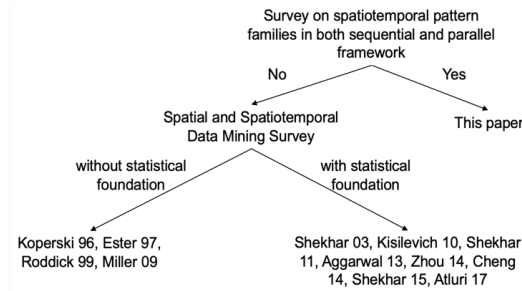 Survey on spatiotemporal pattern
families in both sequential and parallel
framework
No
Yes
Spatial and Spatiotemporal
Data Mining Survey
This paper
without statistical
foundation
with statistical
foundation
Koperski 96, Ester 97,
Roddick 99, Miller 09
Shekhar 03, Kisilevich 10, Shekhar
11, Aggarwal 13, Zhou 14, Cheng
14, Shekhar 15, Atluri 17